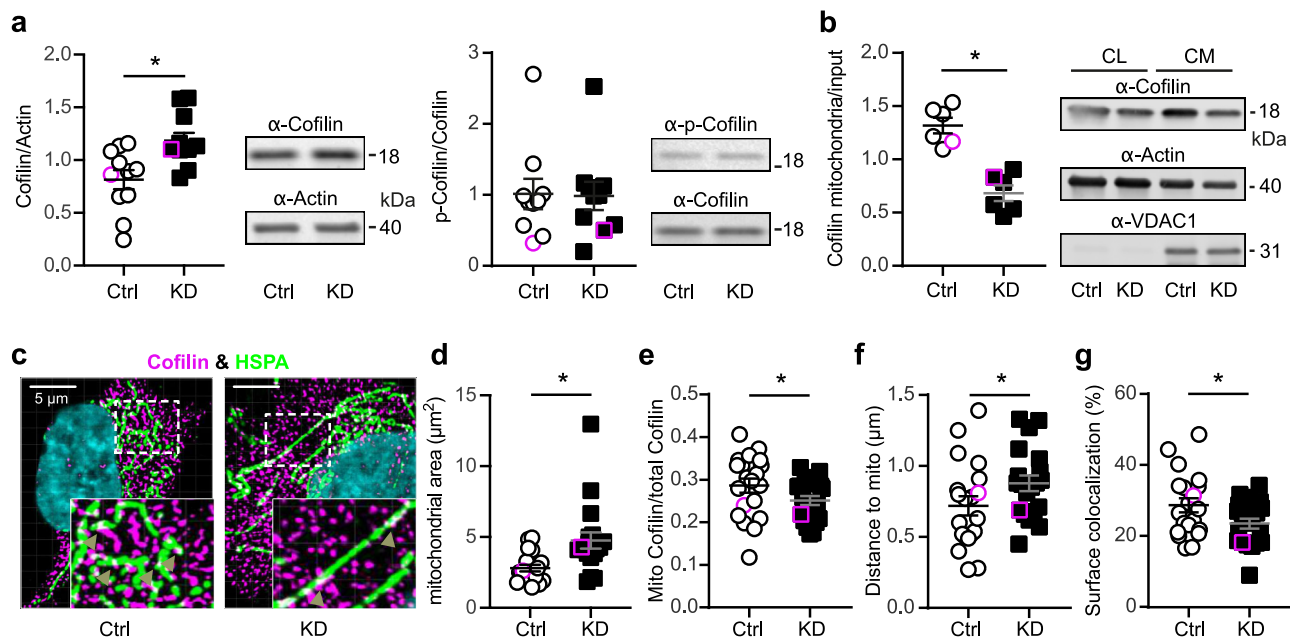 a
Cofilin/Actin
2.0
1.5
1.0
0.5
0.0
*
Ctrl
KD
α-Cofilin
-18
α-Actin
kDa
-40
Ctrl
KD
p-Cofilin/Cofilin
3
2
1
0
Ctrl
KD
α-p-Cofilin
-18
α-Cofilin
-18
Ctrl
KD
b
Cofilin mitochondria/input
2.0
1.5
1.0
0.5
0.0
*
Ctrl
KD
CL CM
α-Cofilin
-18
kDa
α-Actin
-40
α-VDAC1
-31
Ctrl KD Ctrl KD
c
Cofilin & HSPA
5 μm
Ctrl
KD
d
mitochondrial area (μm²)
15
10
5
0
*
Ctrl
KD
e
Mito Cofilin/total Cofilin
0.5
0.4
0.3
0.2
0.1
0.0
*
Ctrl
KD
f
Distance to mito (μm)
1.5
1.0
0.5
0.0
*
Ctrl
KD
g
Surface colocalization (%)
60
40
20
0
*
Ctrl
KD